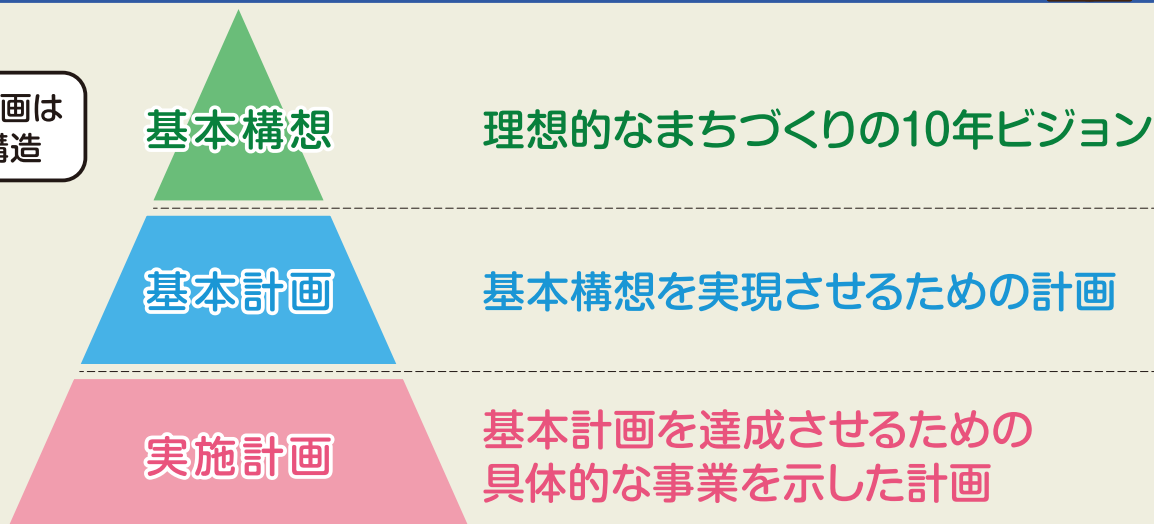 画は
構造
基本構想
理想的なまちづくりの10年ビジョン
基本計画
基本構想を実現させるための計画
実施計画
基本計画を達成させるための
具体的な事業を示した計画